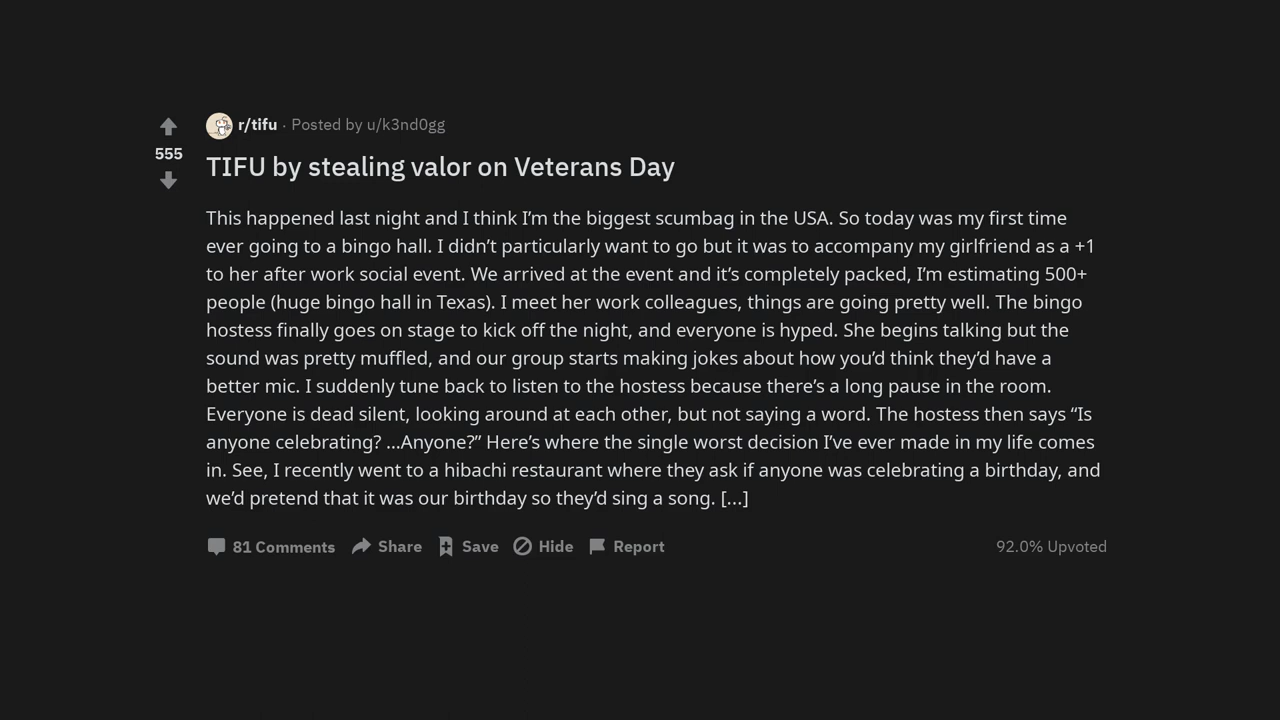 r/tifu · Posted by u/k3nd0gg
555
TIFU by stealing valor on Veterans Day
This happened last night and I think I’m the biggest scumbag in the USA. So today was my first time
ever going to a bingo hall. I didn’t particularly want to go but it was to accompany my girlfriend as a +1
to her after work social event. We arrived at the event and it’s completely packed, I’m estimating 500+
people (huge bingo hall in Texas). I meet her work colleagues, things are going pretty well. The bingo
hostess finally goes on stage to kick off the night, and everyone is hyped. She begins talking but the
sound was pretty muffled, and our group starts making jokes about how you’d think they’d have a
better mic. I suddenly tune back to listen to the hostess because there’s a long pause in the room.
Everyone is dead silent, looking around at each other, but not saying a word. The hostess then says “Is
anyone celebrating? ...Anyone?” Here’s where the single worst decision I’ve ever made in my life comes
in. See, I recently went to a hibachi restaurant where they ask if anyone was celebrating a birthday, and
we’d pretend that it was our birthday so they’d sing a song. [...]
81 Comments Share Save Hide Report 92.0% Upvoted